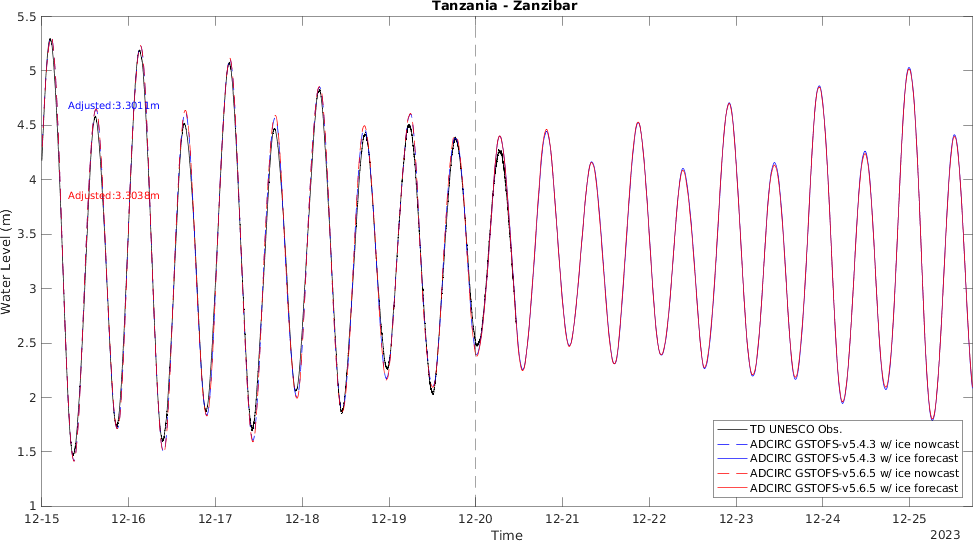 Tanzania - Zanzibar
5.5
5
4.5
4
3.5
3
2.5
2
1.5
1
Water Level (m)
Adjusted:3.3011m
Adjusted:3.3038m
TD UNESCO Obs.
ADCIRC GSTOFS-v5.4.3 w/ ice nowcast
ADCIRC GSTOFS-v5.4.3 w/ ice forecast
ADCIRC GSTOFS-v5.6.5 w/ ice nowcast
ADCIRC GSTOFS-v5.6.5 w/ ice forecast
12-15 12-16 12-17 12-18 12-19 12-20 12-21 12-22 12-23 12-24 12-25
Time
2023